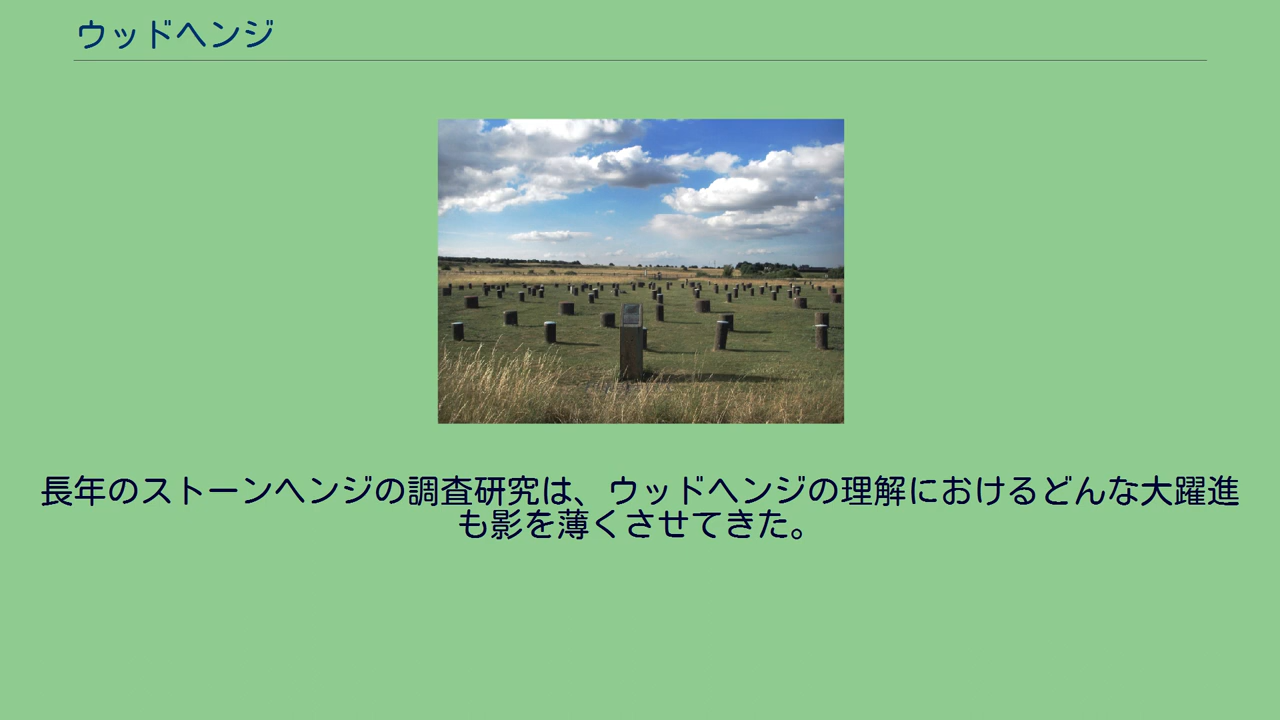 ウッドヘンジ
長年のストーンヘンジの調査研究は、ウッドヘンジの理解におけるどんな大躍進
も影を薄くさせてきた。